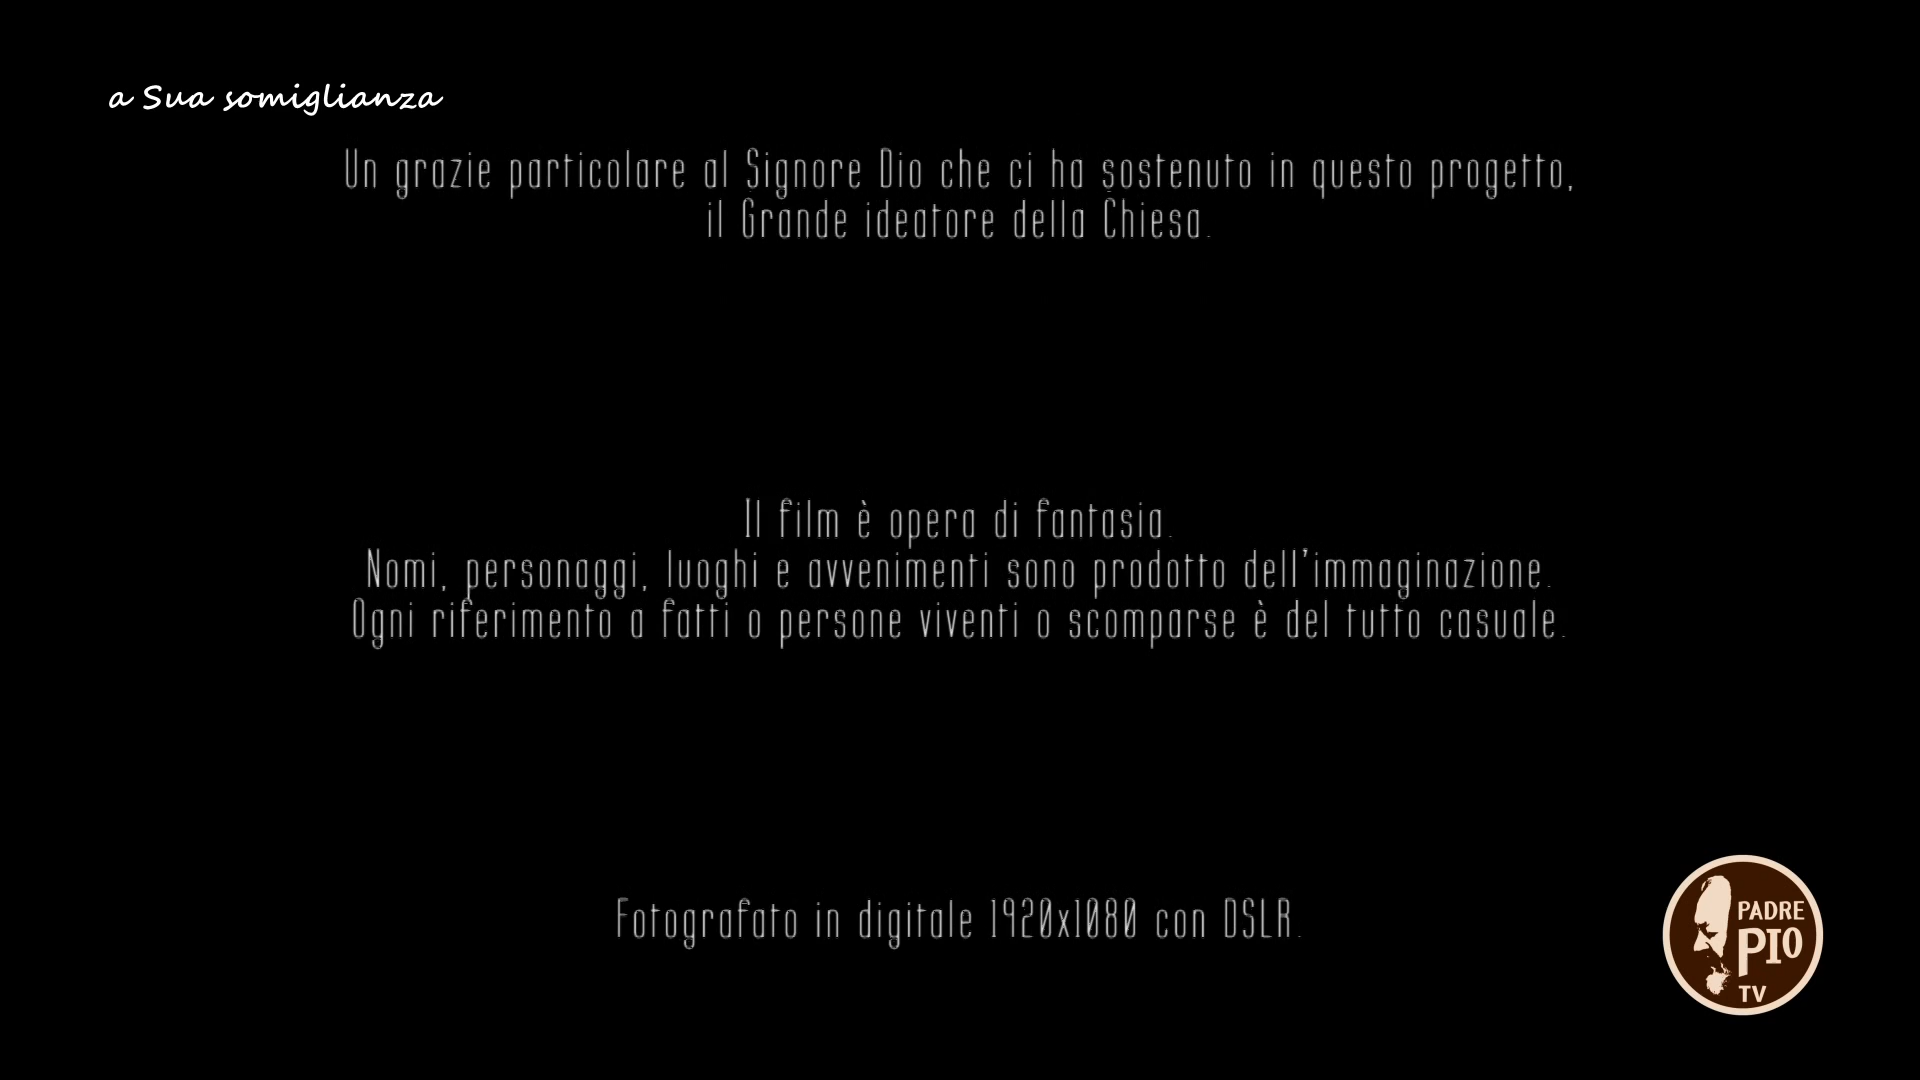 a Sua somiglianza
Un grazie particolare al Signore Dio che ci ha sostenuto in questo progetto,
il Grande ideatore della Chiesa.
Il film è opera di fantasia.
Nomi, personaggi, luoghi e avvenimenti sono prodotto dell'immaginazione.
Ogni riferimento a fatti o persone viventi o scomparse è del tutto casuale.
Fotografato in digitale 1920x1080 con DSLR.
PADRE
PIO
TV